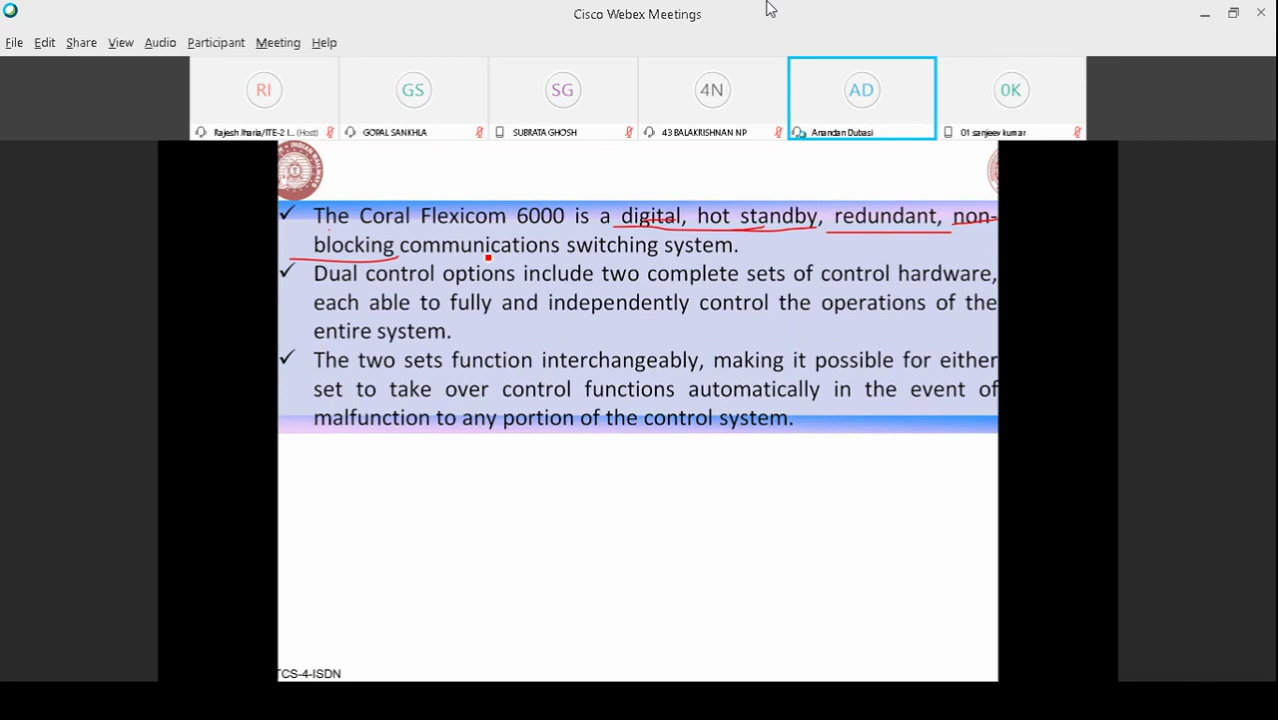 Cisco Webex Meetings
File Edit Share View Audio Participant Meeting Help
RI GS SG 4N AD 0K
Rajesh Jharia/ITE-2 I... (Host) GOPAL SANKHLA SUBRATA GHOSH 43 BALAKRISHNAN NP Anandan Dubasi 01 sanjeev kumar
INDIAN RAILWAYS
✓ The Coral Flexicom 6000 is a digital, hot standby, redundant, non-
blocking communications switching system.
✓ Dual control options include two complete sets of control hardware,
each able to fully and independently control the operations of the
entire system.
✓ The two sets function interchangeably, making it possible for either
set to take over control functions automatically in the event of
malfunction to any portion of the control system.
TCS-4-ISDN